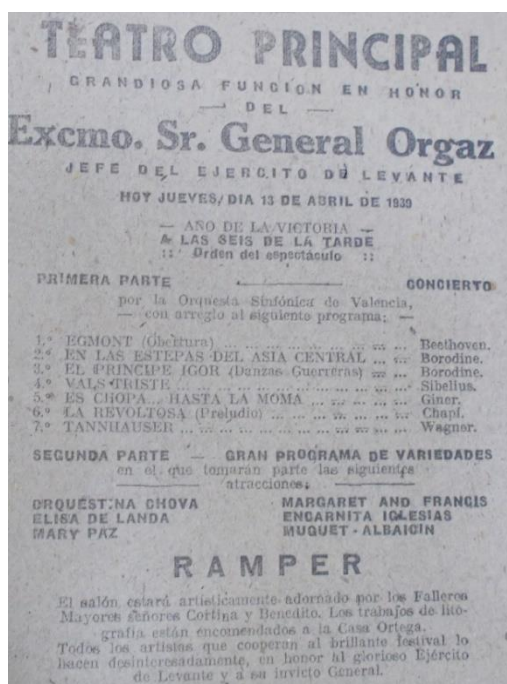 TEATRO PRINCIPAL
GRANDIOSA FUNCION EN HONOR
— DEL —
Excmo. Sr. General Orgaz
JEFE DEL EJERCITO DE LEVANTE
HOY JUEVES, DIA 13 DE ABRIL DE 1939
— AÑO DE LA VICTORIA —
A LAS SEIS DE LA TARDE
:: Orden del espectáculo ::
PRIMERA PARTE — CONCIERTO
por la Orquesta Sinfónica de Valencia,
— con arreglo al siguiente programa: —
1.º EGMONT (Obertura) ... ... ... ... ... ... ... Beethoven.
2.º EN LAS ESTEPAS DEL ASIA CENTRAL ... ... Borodine.
3.º EL PRINCIPE IGOR (Danzas Guerreras) ... ... Borodine.
4.º VALS TRISTE ... ... ... ... ... ... ... ... Sibelius.
5.º ES CHOPA... HASTA LA MOMA ... ... ... ... Giner.
6.º LA REVOLTOSA (Preludio) ... ... ... ... ... Chapí.
7.º TANNHAUSER ... ... ... ... ... ... ... ... Wagner.
SEGUNDA PARTE — GRAN PROGRAMA DE VARIEDADES
en el que tomarán parte las siguientes
atracciones:
ORQUESTINA CHOVA MARGARET AND FRANCIS
ELISA DE LANDA ENCARNITA IGLESIAS
MARY PAZ MUQUET - ALBAICIN
RAMPER
El salón estará artísticamente adornado por los Falleros
Mayores señores Cortina y Benedito. Los trabajos de lito-
grafía están encomendados a la Casa Ortega.
Todos los artistas que cooperan al brillante festival lo
hacen desinteresadamente, en honor al glorioso Ejército
de Levante y a su invicto General.